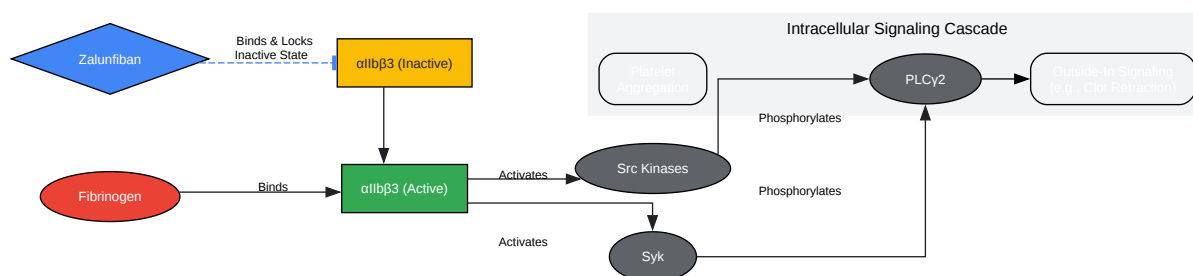 Intracellular Signaling Cascade
Zalunfiban
Binds & Locks
Inactive State
αIIbβ3 (Inactive)
Platelet
Aggregation
PLCγ2
Outside-In Signaling
(e.g., Clot Retraction)
Phosphorylates
Src Kinases
Activates
Fibrinogen
Binds
αIIbβ3 (Active)
Phosphorylates
Activates
Syk